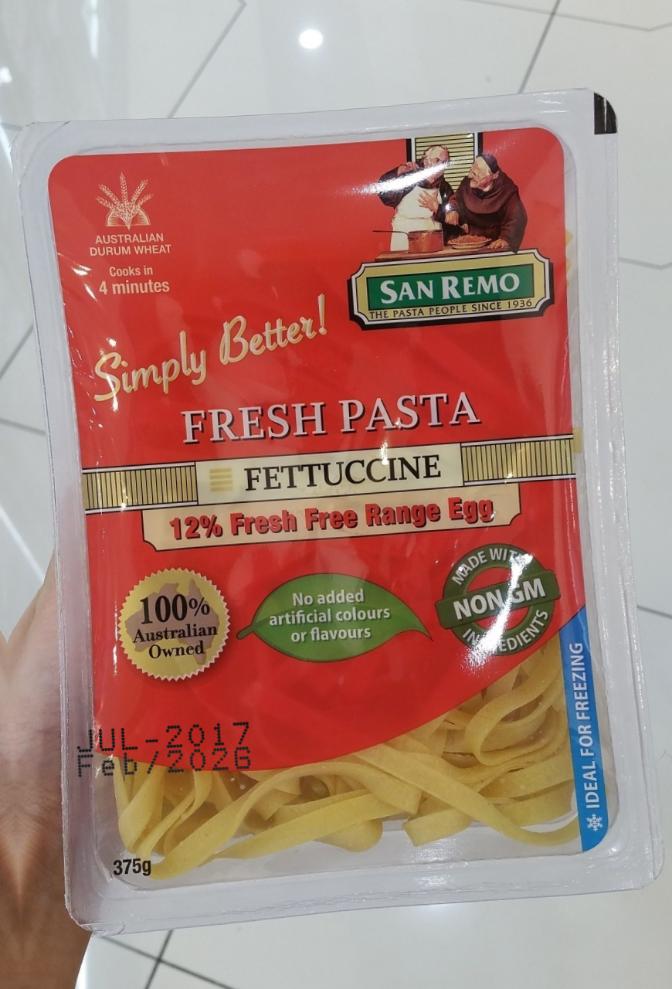 AUSTRALIAN
DURUM WHEAT
Cooks in
4 minutes
SAN REMO
THE PASTA PEOPLE SINCE 1936
Simply Better!
FRESH PASTA
FETTUCCINE
12% Fresh Free Range Egg
100%
Australian
Owned
No added
artificial colours
or flavours
MADE WITH
NON GM
INGREDIENTS
IDEAL FOR FREEZING
JUL-2017
Feb/2026
375g